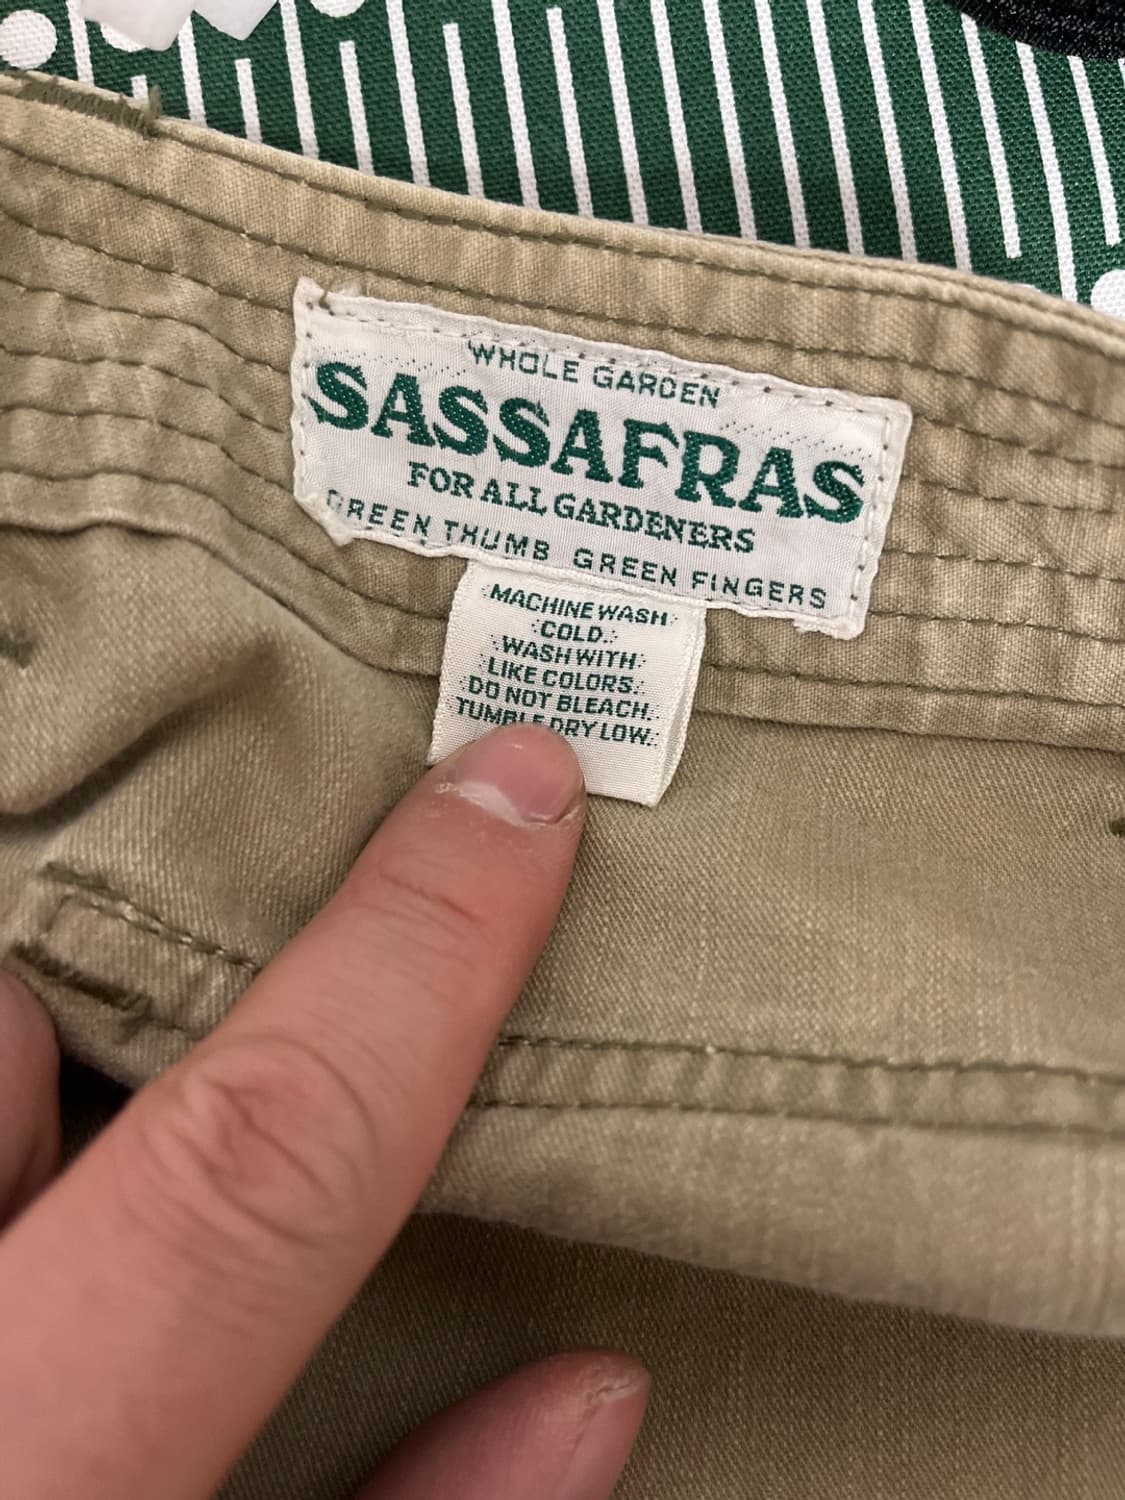 WHOLE GARDEN
SASSAFRAS
FOR ALL GARDENERS
GREEN THUMB GREEN FINGERS
MACHINE WASH
COLD.
WASH WITH
LIKE COLORS.
DO NOT BLEACH.
TUMBLE DRY LOW.